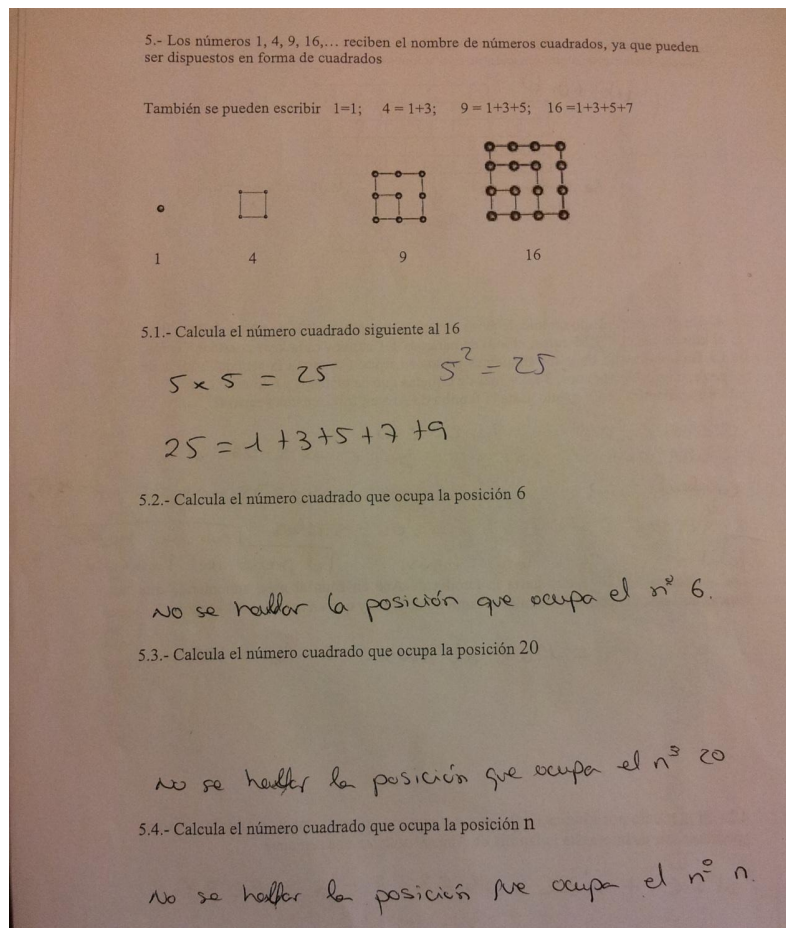 5.- Los números 1, 4, 9, 16,… reciben el nombre de números cuadrados, ya que pueden
ser dispuestos en forma de cuadrados
También se pueden escribir 1=1; 4 = 1+3; 9 = 1+3+5; 16 =1+3+5+7
1 4 9 16
5.1.- Calcula el número cuadrado siguiente al 16
5 x 5 = 25 5² = 25
25 = 1 +3+5+7+9
5.2.- Calcula el número cuadrado que ocupa la posición 6
No se hallar la posición que ocupa el nº 6.
5.3.- Calcula el número cuadrado que ocupa la posición 20
No se hallar la posición que ocupa el nº 20
5.4.- Calcula el número cuadrado que ocupa la posición n
No se hallar la posición que ocupa el nº n.